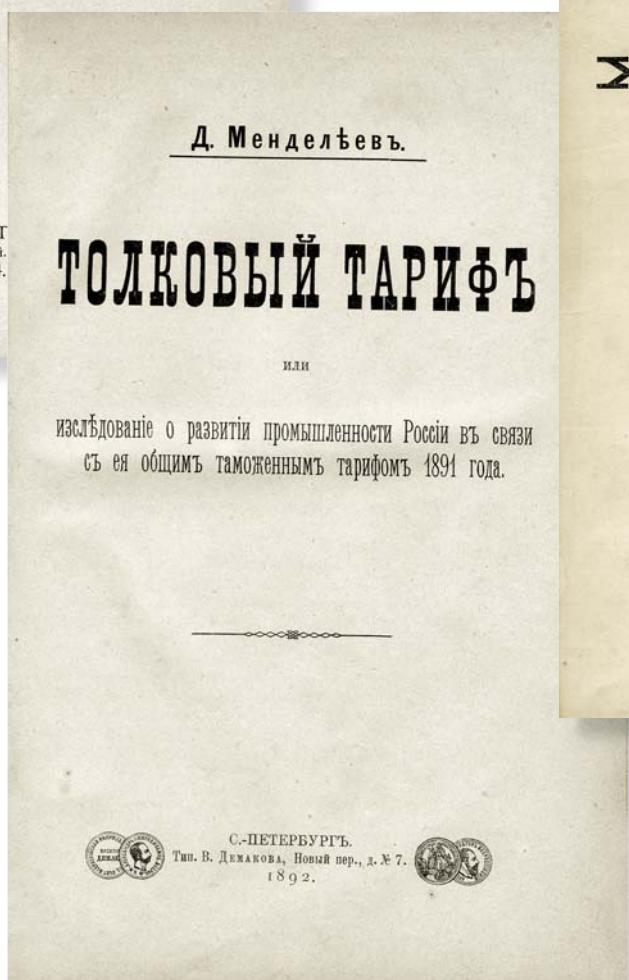 Д. Менделѣевъ.
ТОЛКОВЫЙ ТАРИФЪ
или
изслѣдованіе о развитіи промышленности Россіи въ связи
съ ея общимъ таможеннымъ тарифомъ 1891 года.
С.-ПЕТЕРБУРГЪ.
Тип. В. Демакова, Новый пер., д. № 7.
1892.